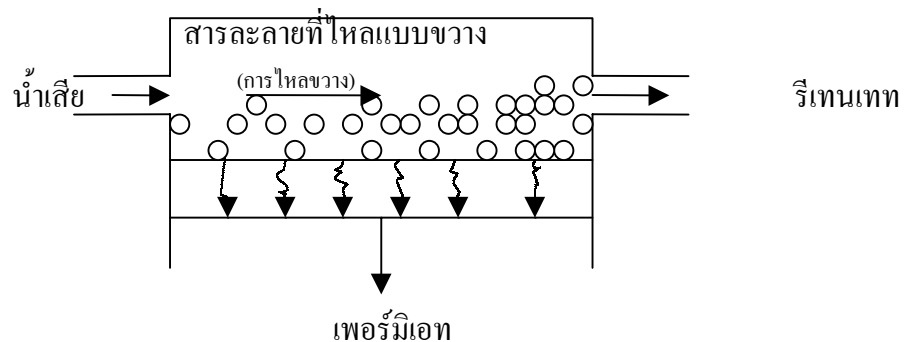 สารละลายที่ไหลแบบขวาง
(การไหลขวาง)
น้ำเสีย
รีเทนเทท
เพอร์มิเอท